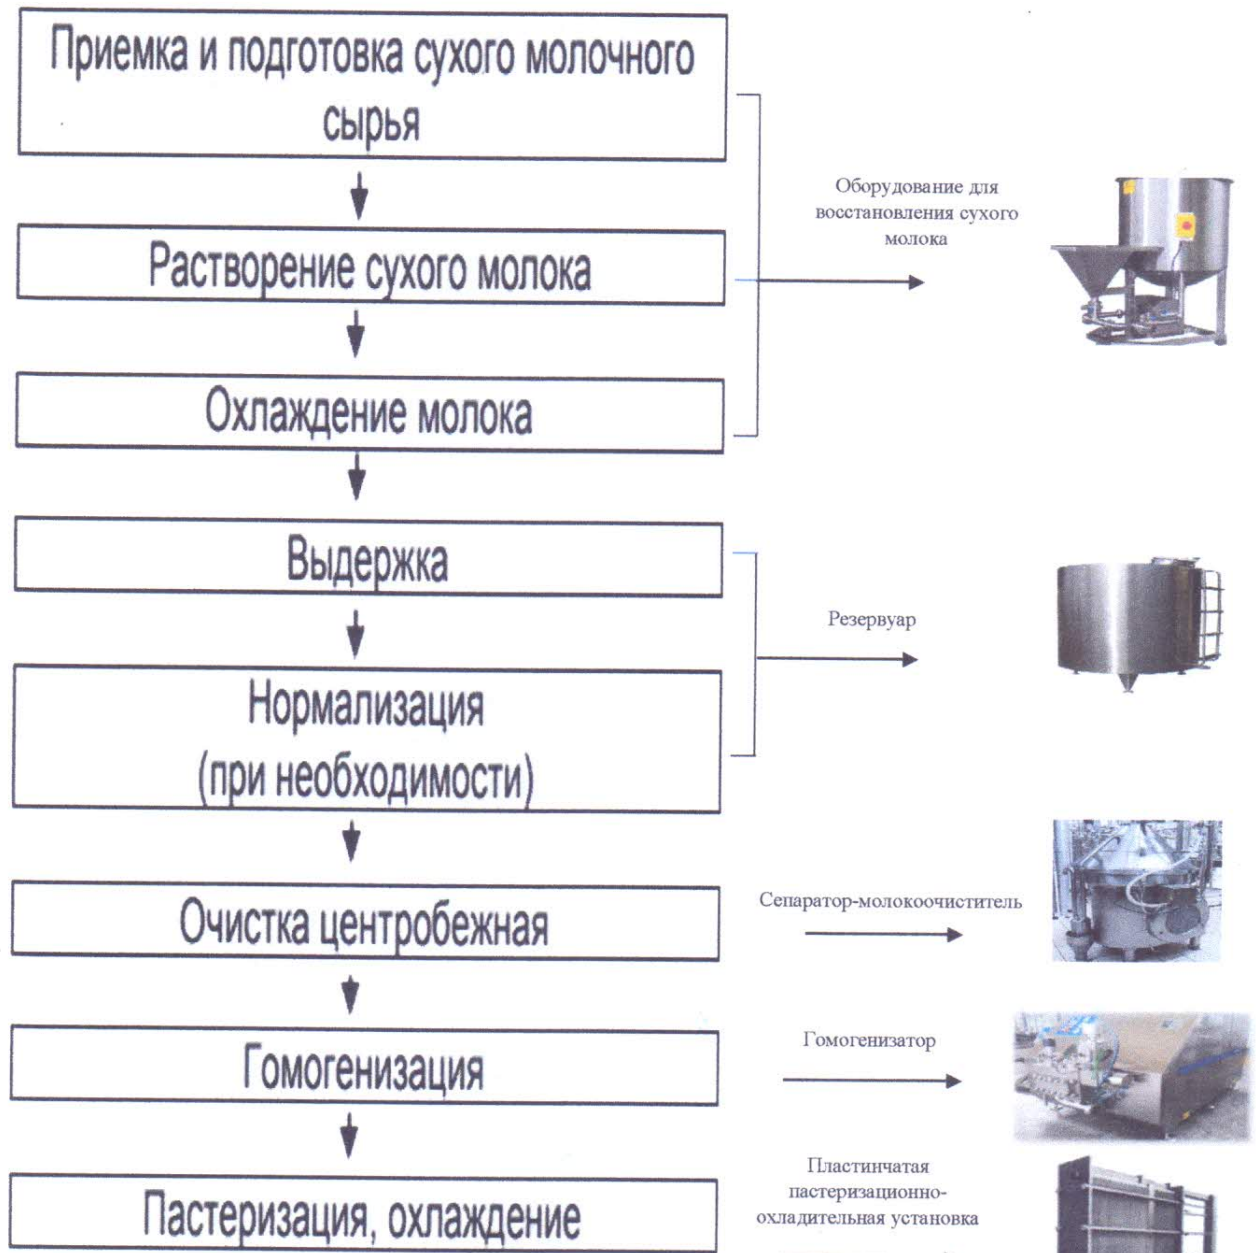 Приемка и подготовка сухого молочного
сырья
Оборудование для
восстановления сухого
молока
Растворение сухого молока
Охлаждение молока
Выдержка
Резервуар
Нормализация
(при необходимости)
Сепаратор-молокоочиститель
Очистка центробежная
Гомогенизатор
Гомогенизация
Пластинчатая
пастеризационно-
охладительная установка
Пастеризация, охлаждение